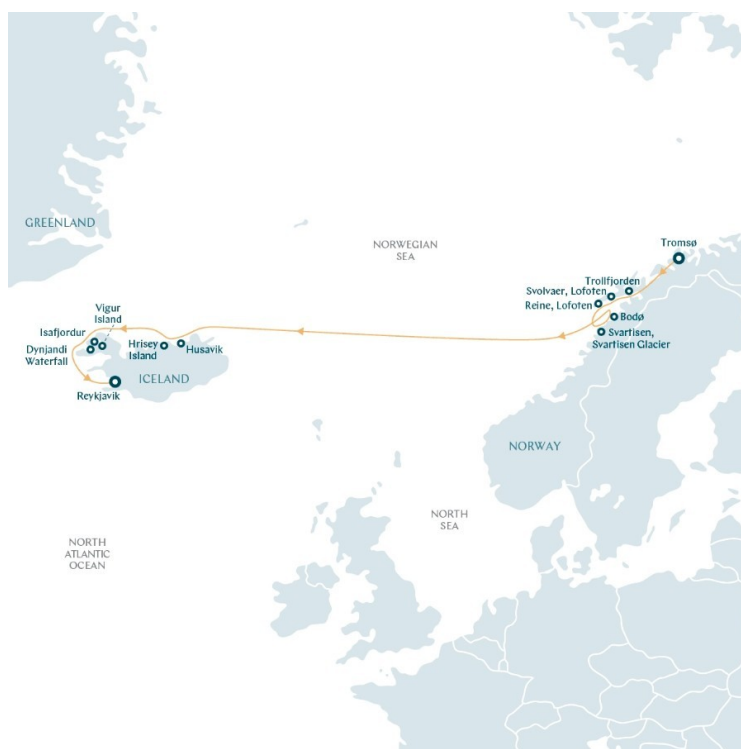 GREENLAND
NORWEGIAN
SEA
Tromsø
Trollfjorden
Svolvaer, Lofoten
Reine, Lofoten
Bodø
Svartisen,
Svartisen Glacier
Vigur
Island
Isafjordur
Dynjandi
Waterfall
Hrisey
Island
Husavik
ICELAND
Reykjavik
NORWAY
NORTH
SEA
NORTH
ATLANTIC
OCEAN